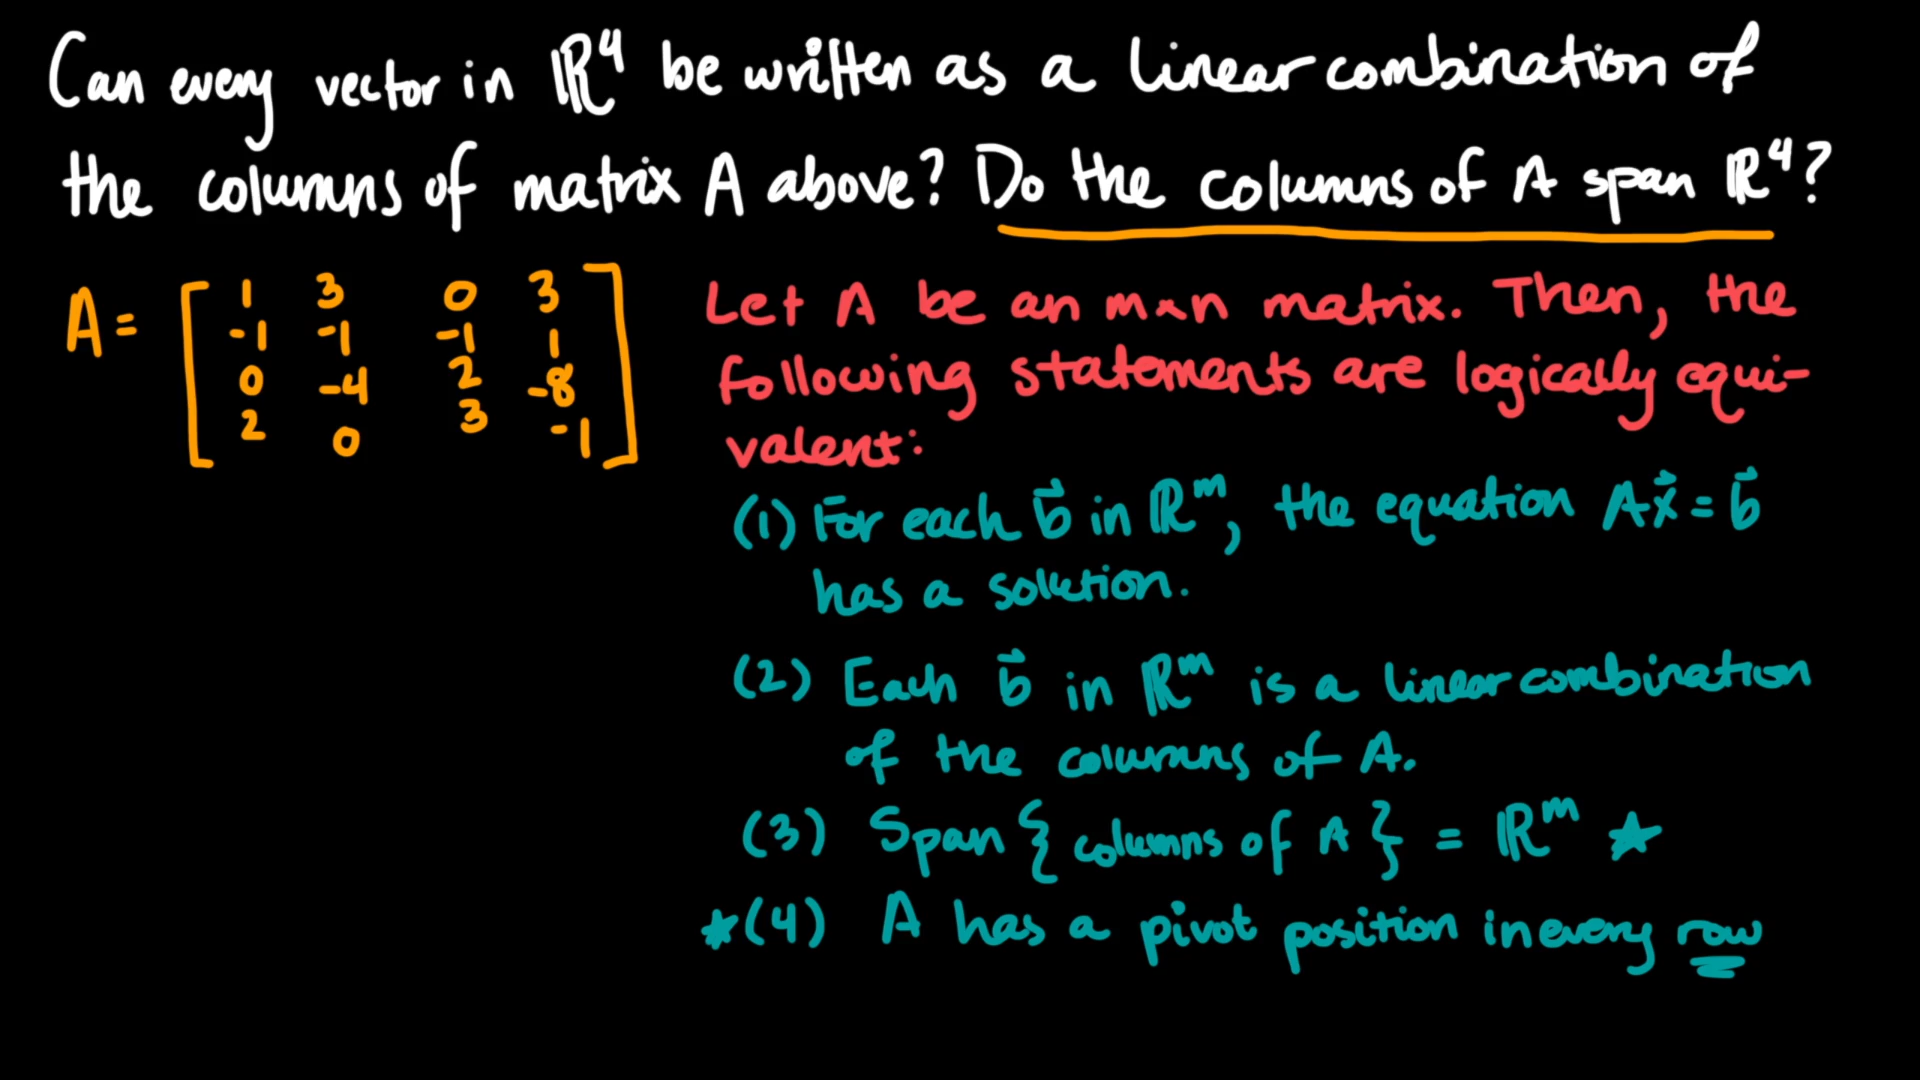 Can every vector in ℝ⁴ be written as a linear combination of
the columns of matrix A above? Do the columns of A span ℝ⁴?
A = [ 1 3 0 3
-1 -1 -1 1
0 -4 2 -8
2 0 3 -1 ]
Let A be an m×n matrix. Then, the
following statements are logically equi-
valent:
(1) For each b⃗ in ℝᵐ, the equation Ax⃗ = b⃗
has a solution.
(2) Each b⃗ in ℝᵐ is a linear combination
of the columns of A.
(3) Span { columns of A } = ℝᵐ ★
★(4) A has a pivot position in every row